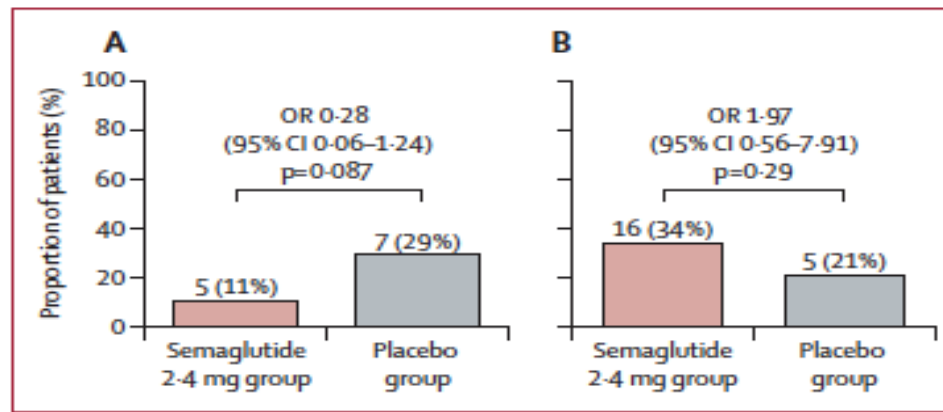 A
Proportion of patients (%)
100
80
60
40
20
0
OR 0·28
(95% CI 0·06–1·24)
p=0·087
5 (11%)
7 (29%)
Semaglutide
2·4 mg group
Placebo
group
B
OR 1·97
(95% CI 0·56–7·91)
p=0·29
16 (34%)
5 (21%)
Semaglutide
2·4 mg group
Placebo
group